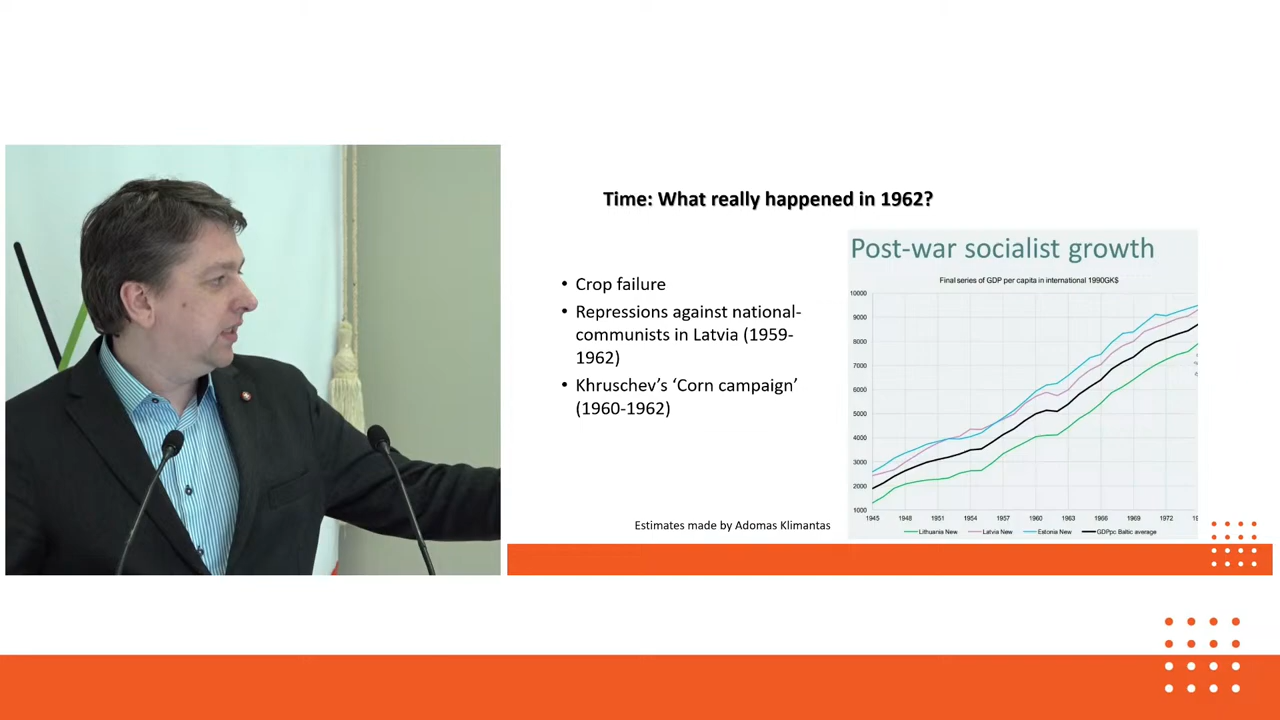 Time: What really happened in 1962?
• Crop failure
• Repressions against national-
communists in Latvia (1959-
1962)
• Khruschev’s ‘Corn campaign’
(1960-1962)
Estimates made by Adomas Klimantas
Post-war socialist growth
Final series of GDP per capita in international 1990GK$
10000
9000
8000
7000
6000
5000
4000
3000
2000
1000
1945 1948 1951 1954 1957 1960 1963 1966 1969 1972
Lithuania New Latvia New Estonia New GDPpc Baltic average